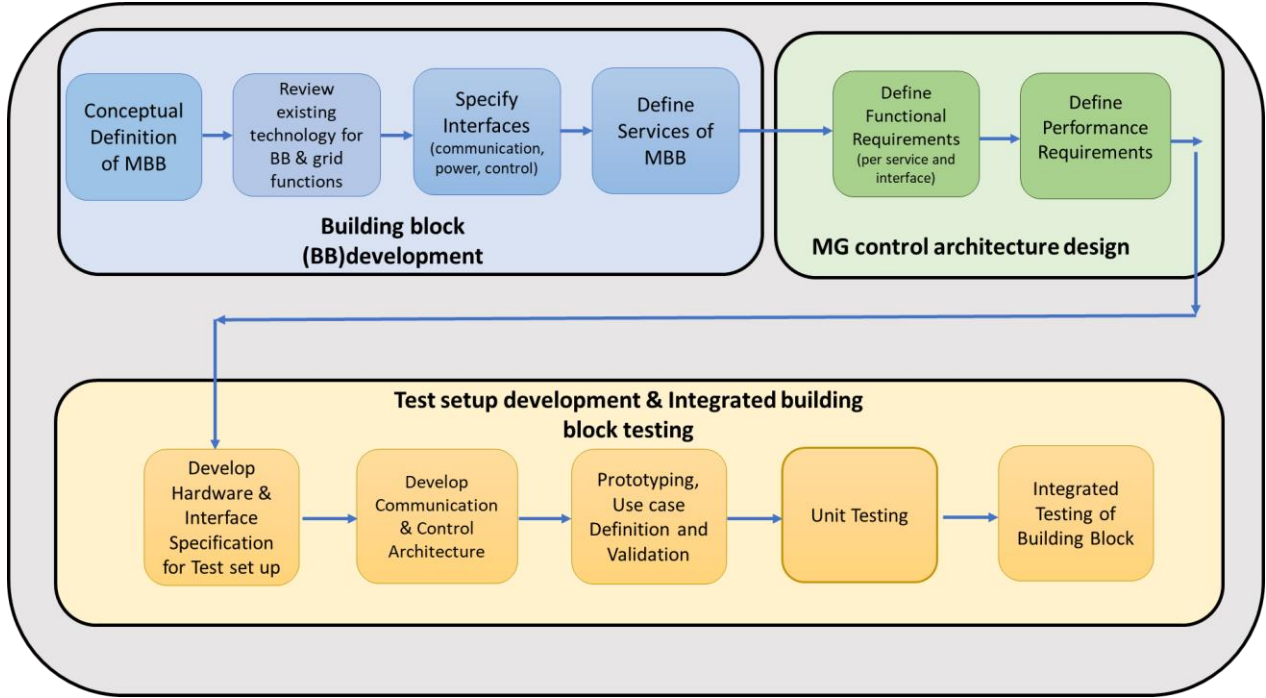 Conceptual
Definition
of MBB
Review
existing
technology for
BB & grid
functions
Specify
Interfaces
(communication,
power, control)
Define
Services of
MBB
Building block
(BB)development
Define
Functional
Requirements
(per service and
interface)
Define
Performance
Requirements
MG control architecture design
Test setup development & Integrated building
block testing
Develop
Hardware &
Interface
Specification
for Test set up
Develop
Communication
& Control
Architecture
Prototyping,
Use case
Definition and
Validation
Unit Testing
Integrated
Testing of
Building Block